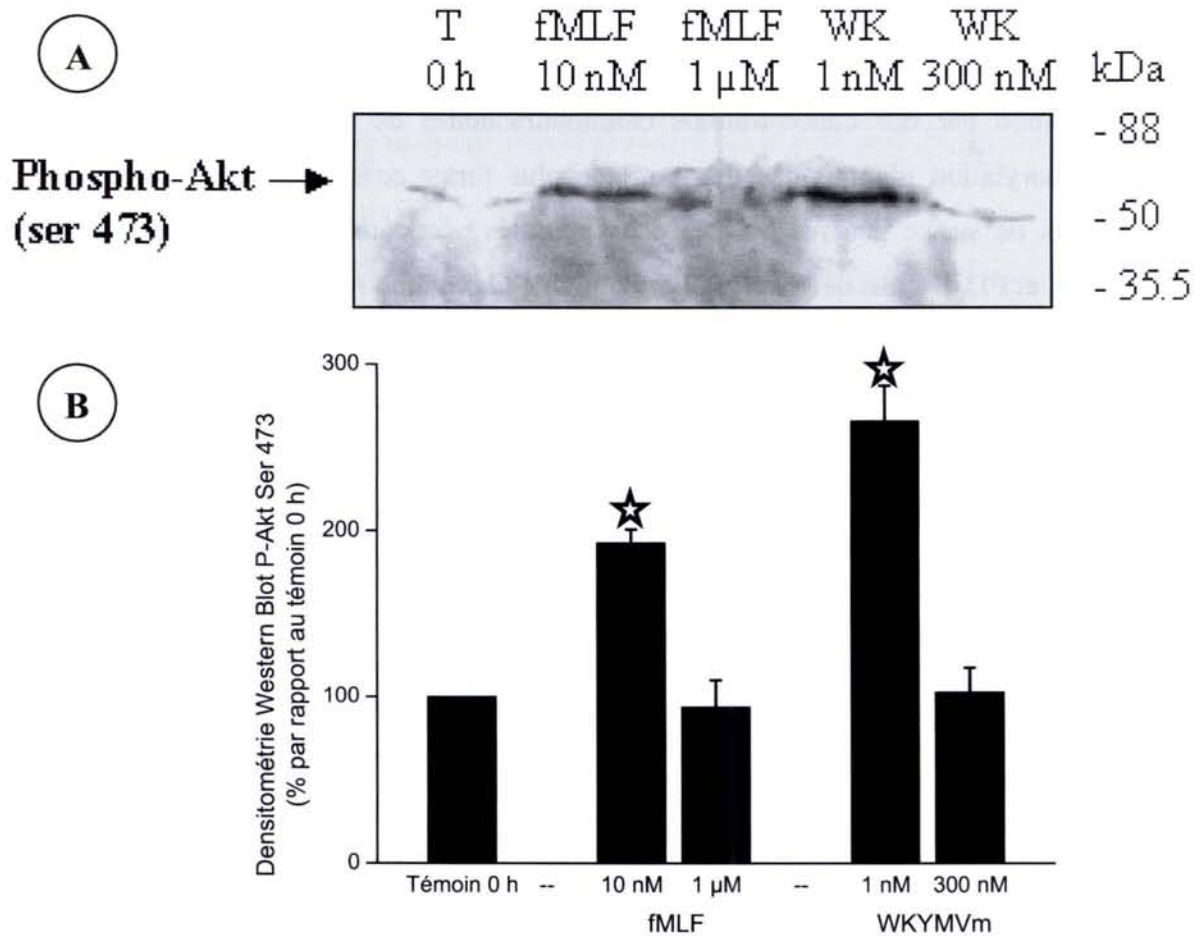 A
T fMLF fMLF WK WK
0 h 10 nM 1 µM 1 nM 300 nM kDa
- 88
Phospho-Akt
(ser 473)
- 50
- 35.5
B
Densitométrie Western Blot P-Akt Ser 473
(% par rapport au témoin 0 h)
300
200
100
0
Témoin 0 h -- 10 nM 1 µM -- 1 nM 300 nM
fMLF WKYMVm